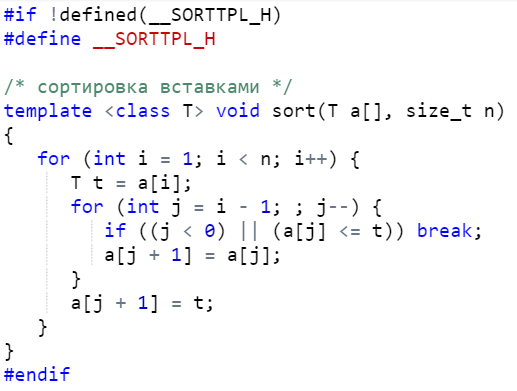 #if !defined(__SORTTPL_H)
#define __SORTTPL_H
/* сортировка вставками */
template <class T> void sort(T a[], size_t n)
{
for (int i = 1; i < n; i++) {
T t = a[i];
for (int j = i - 1; ; j--) {
if ((j < 0) || (a[j] <= t)) break;
a[j + 1] = a[j];
}
a[j + 1] = t;
}
}
#endif